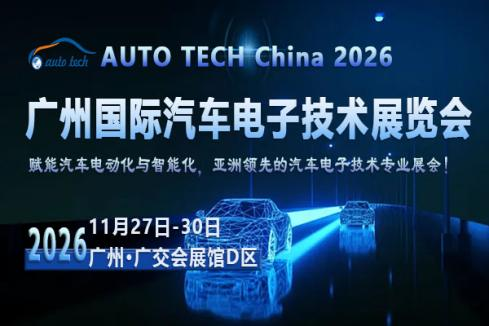 auto tech
AUTO TECH China 2026
广州国际汽车电子技术展览会
赋能汽车电动化与智能化，亚洲领先的汽车电子技术专业展会！
2026
11月27日-30日
广州·广交会展馆D区